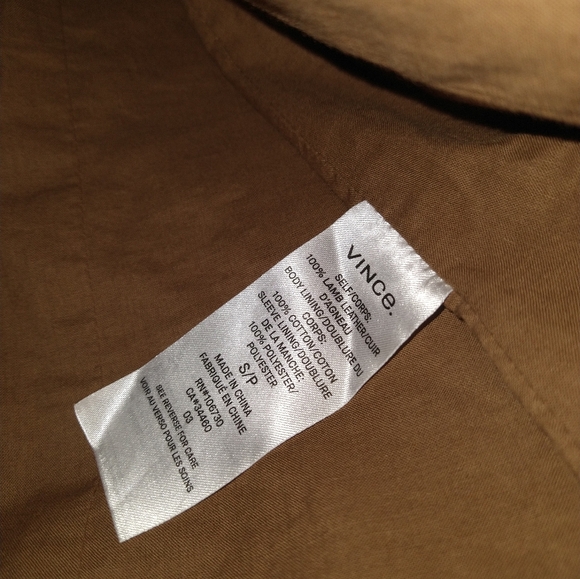 VINCE.
SELF/CORPS:
100% LAMB LEATHER/CUIR
D'AGNEAU
BODY LINING/DOUBLURE DU
CORPS:
100% COTTON/COTON
SLEEVE LINING/DOUBLURE
DE LA MANCHE:
100% POLYESTER/
POLYESTER
S/P
MADE IN CHINA
FABRIQUÉ EN CHINE
RN#106730
CA#34460
03
SEE REVERSE FOR CARE
VOIR AU VERSO POUR LES SOINS